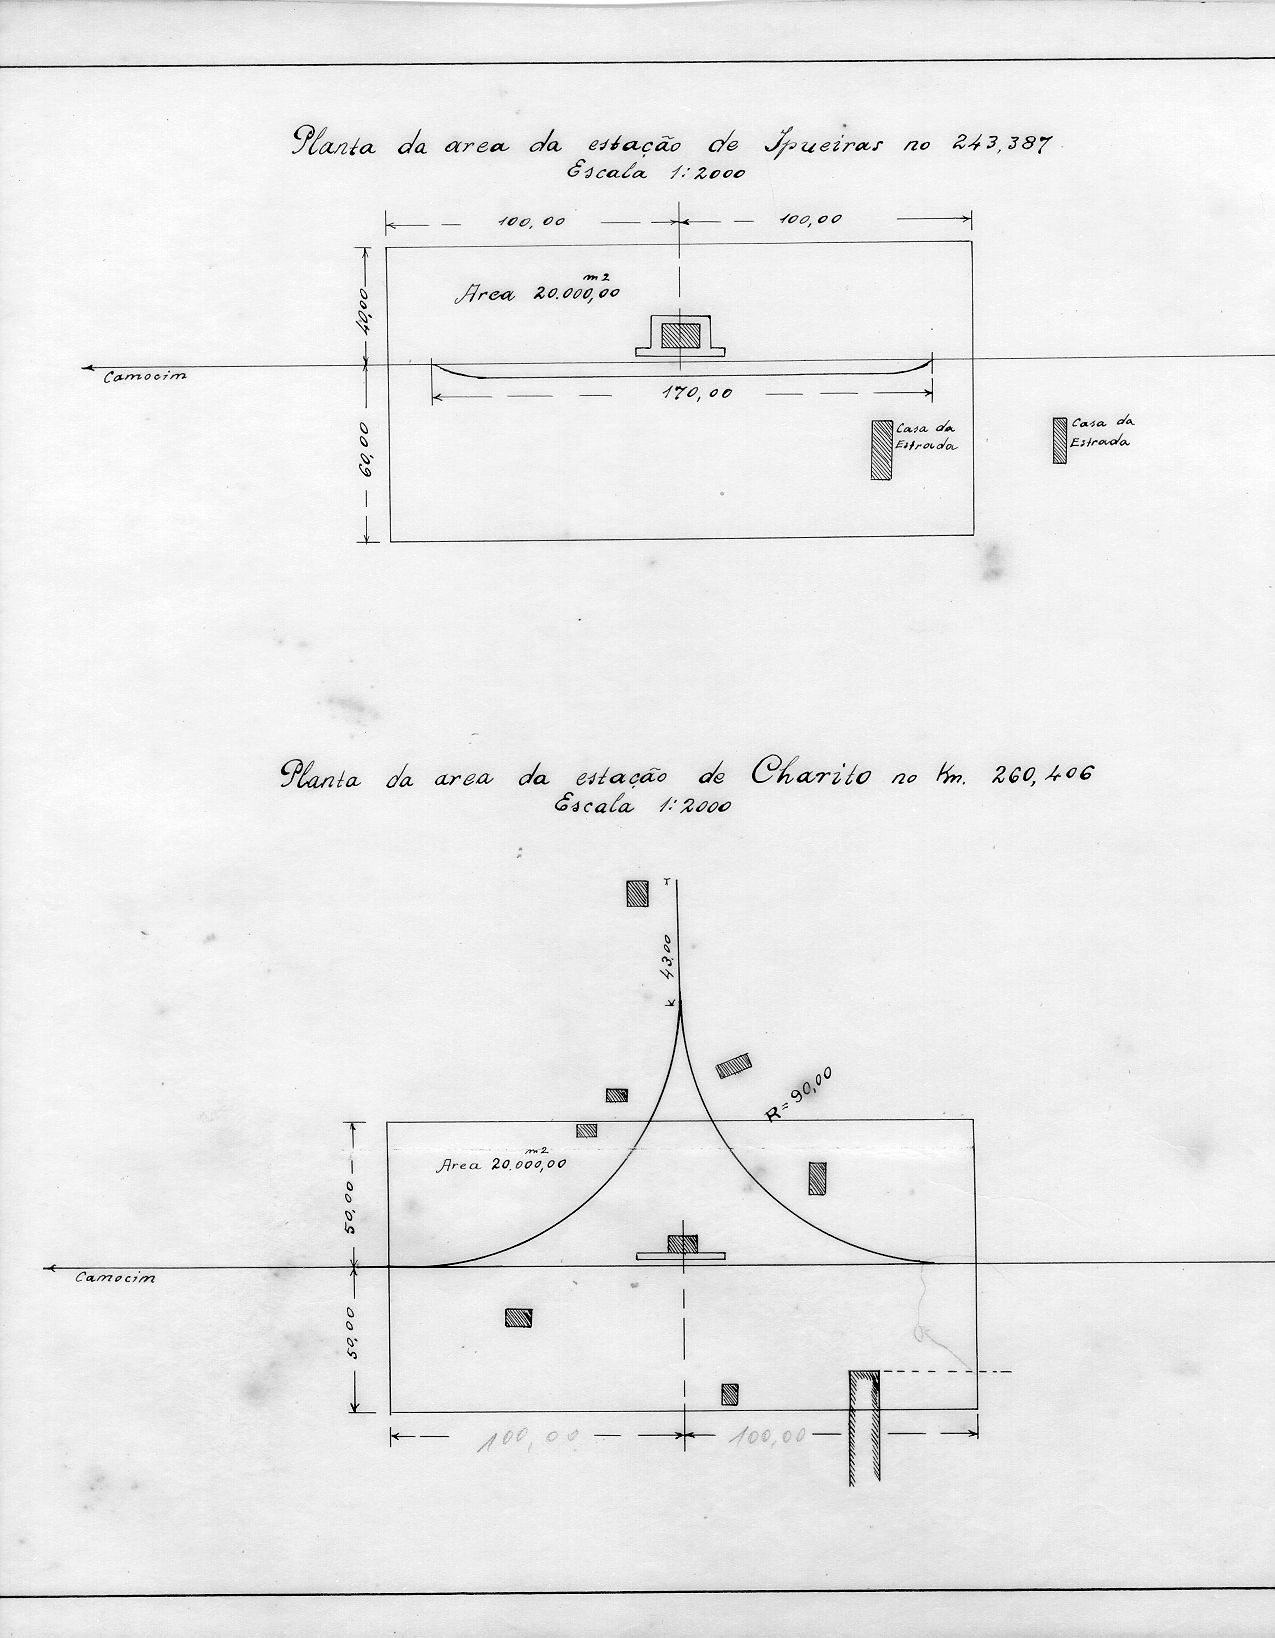 Planta da area da estação de Ipueiras no 243,387
Escala 1:2000
100,00 100,00
Area 20.000,00 m2
40,00
Camocim
170,00
60,00
Casa da
Estrada
Casa da
Estrada
Planta da area da estação de Charito no Km. 260,406
Escala 1:2000
43,00
R=90,00
Area 20.000,00 m2
50,00
Camocim
50,00
100,00 100,00